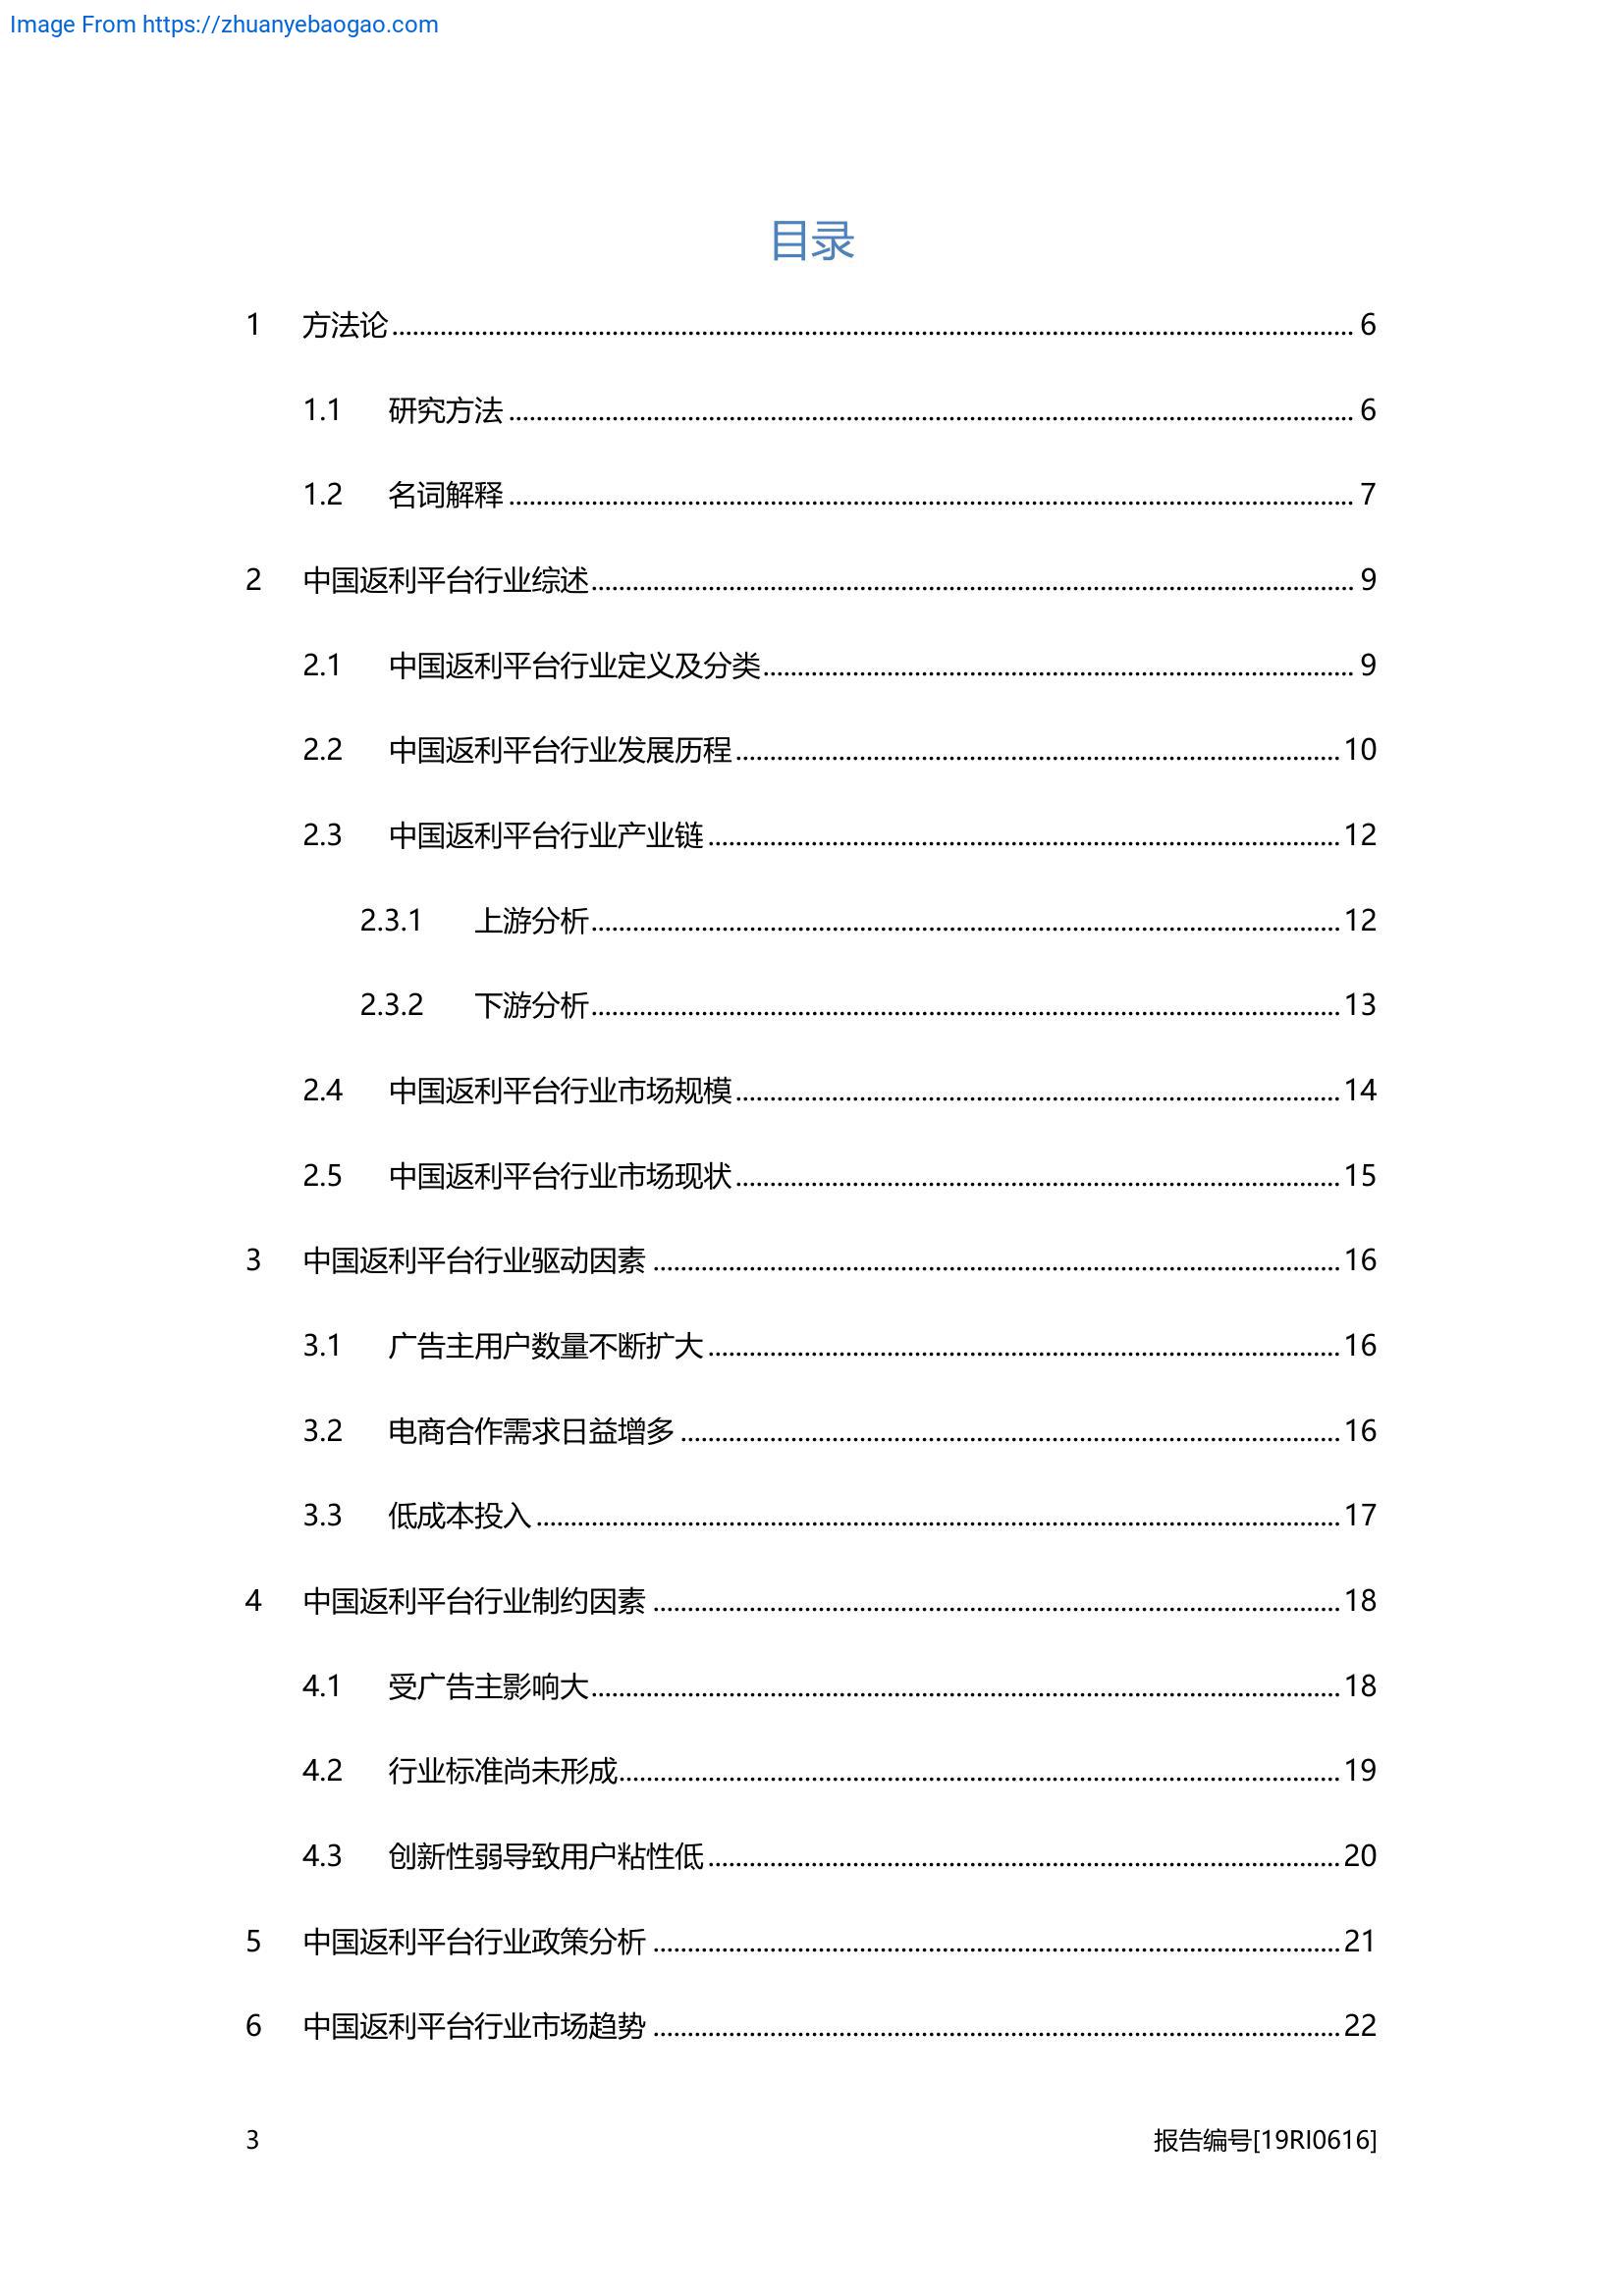 Image From https://zhuanyebaogao.com
目录
1 方法论 6
1.1 研究方法 6
1.2 名词解释 7
2 中国返利平台行业综述 9
2.1 中国返利平台行业定义及分类 9
2.2 中国返利平台行业发展历程 10
2.3 中国返利平台行业产业链 12
2.3.1 上游分析 12
2.3.2 下游分析 13
2.4 中国返利平台行业市场规模 14
2.5 中国返利平台行业市场现状 15
3 中国返利平台行业驱动因素 16
3.1 广告主用户数量不断扩大 16
3.2 电商合作需求日益增多 16
3.3 低成本投入 17
4 中国返利平台行业制约因素 18
4.1 受广告主影响大 18
4.2 行业标准尚未形成 19
4.3 创新性弱导致用户粘性低 20
5 中国返利平台行业政策分析 21
6 中国返利平台行业市场趋势 22
3 报告编号[19RI0616]